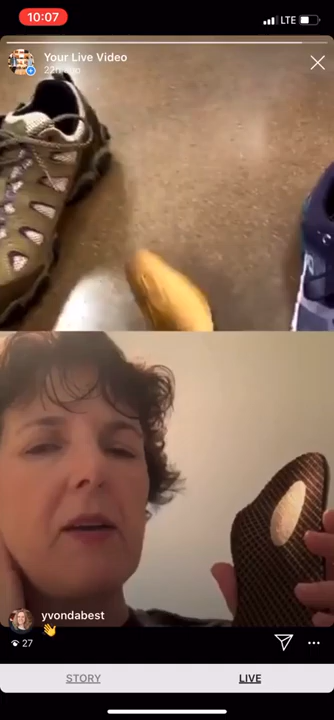 10:07
LTE
Your Live Video
yvondabest
👋
27
STORY
LIVE